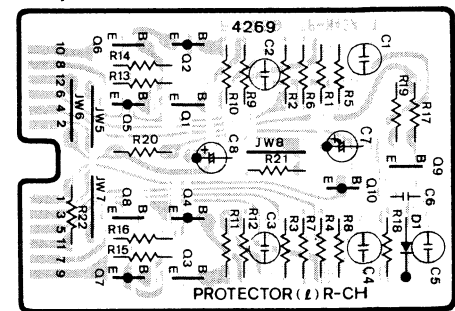 4269
10 8 12 6 4 2
JW6
JW5
Q6
E B
R14
R13
E B
Q5
E B
Q2
E B
Q1
R10
R9
C2
R2
R6
R1
R5
C1
R19
R17
R20
C8
JW8
R21
C7
E B
Q9
E B
Q10
1 3 5 11 7 9
R22
JW7
E B
Q8
R16
R15
E B
Q7
E B
Q4
E B
Q3
R11
R12
C3
R3
R7
R4
R8
C4
R18
D1
C6
C5
PROTECTOR(ℓ) R-CH